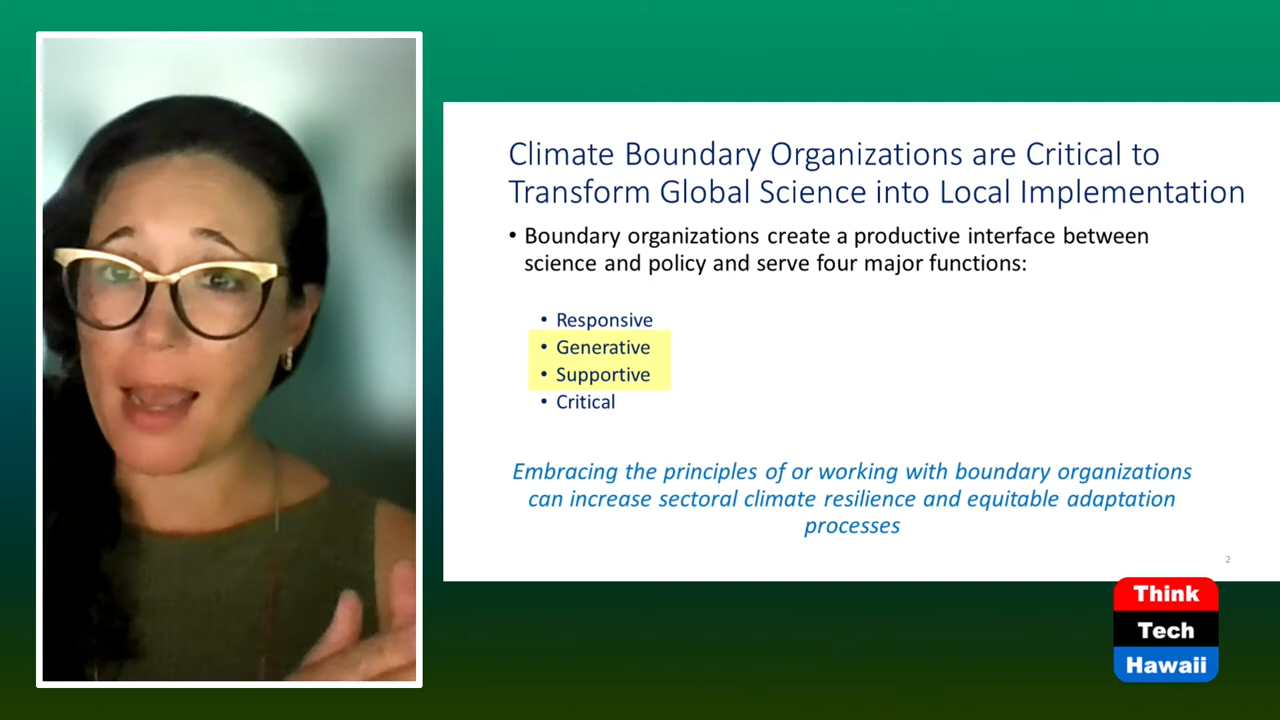 Climate Boundary Organizations are Critical to
Transform Global Science into Local Implementation
• Boundary organizations create a productive interface between
science and policy and serve four major functions:
• Responsive
• Generative
• Supportive
• Critical
Embracing the principles of or working with boundary organizations
can increase sectoral climate resilience and equitable adaptation
processes
2
Think
Tech
Hawaii